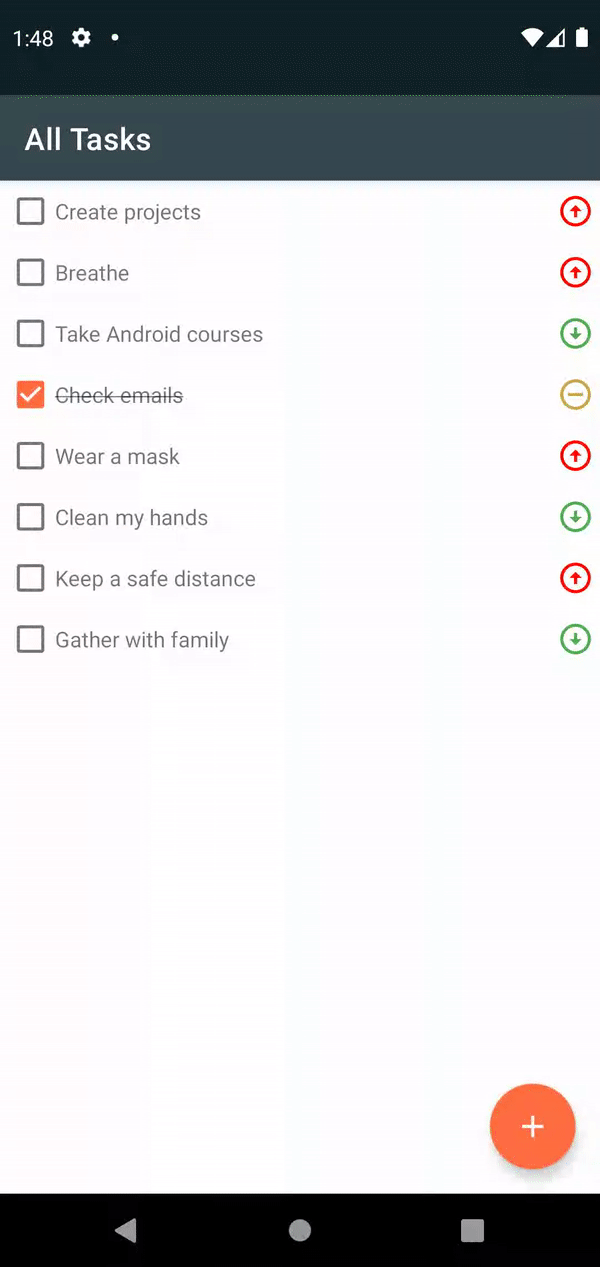 1:48
All Tasks
Create projects
Breathe
Take Android courses
Check emails
Wear a mask
Clean my hands
Keep a safe distance
Gather with family